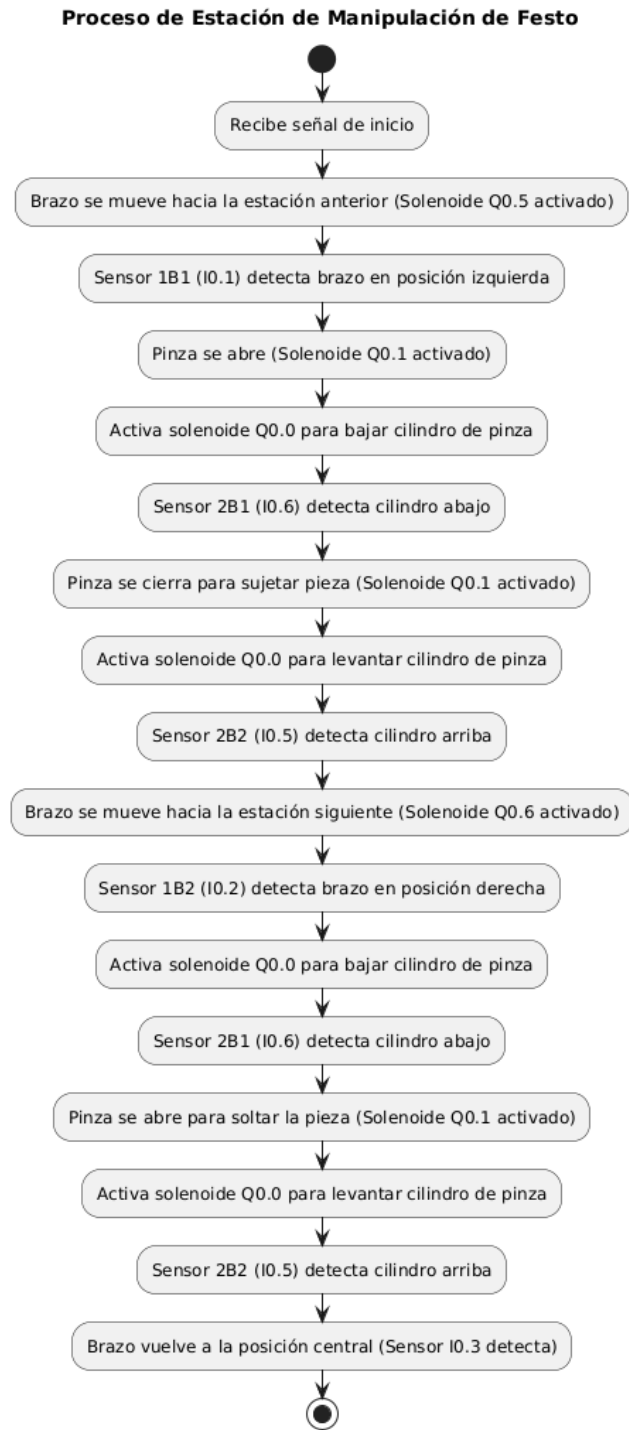 Proceso de Estación de Manipulación de Festo
Recibe señal de inicio
Brazo se mueve hacia la estación anterior (Solenoide Q0.5 activado)
Sensor 1B1 (I0.1) detecta brazo en posición izquierda
Pinza se abre (Solenoide Q0.1 activado)
Activa solenoide Q0.0 para bajar cilindro de pinza
Sensor 2B1 (I0.6) detecta cilindro abajo
Pinza se cierra para sujetar pieza (Solenoide Q0.1 activado)
Activa solenoide Q0.0 para levantar cilindro de pinza
Sensor 2B2 (I0.5) detecta cilindro arriba
Brazo se mueve hacia la estación siguiente (Solenoide Q0.6 activado)
Sensor 1B2 (I0.2) detecta brazo en posición derecha
Activa solenoide Q0.0 para bajar cilindro de pinza
Sensor 2B1 (I0.6) detecta cilindro abajo
Pinza se abre para soltar la pieza (Solenoide Q0.1 activado)
Activa solenoide Q0.0 para levantar cilindro de pinza
Sensor 2B2 (I0.5) detecta cilindro arriba
Brazo vuelve a la posición central (Sensor I0.3 detecta)